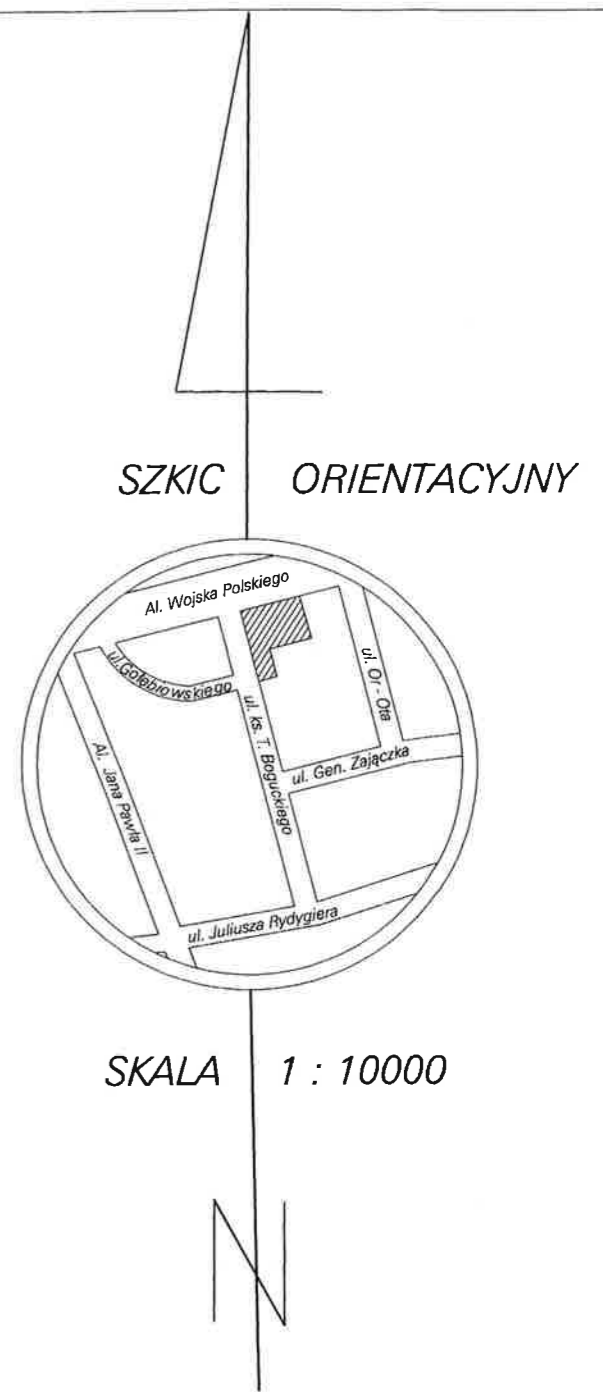 SZKIC ORIENTACYJNY
Al. Wojska Polskiego
ul.Gołębiowskiego
ul. Or - Ota
ul. ks. T. Boguckiego
ul. Gen. Zajączka
Al. Jana Pawła II
ul. Juliusza Rydygiera
SKALA 1 : 10000
N